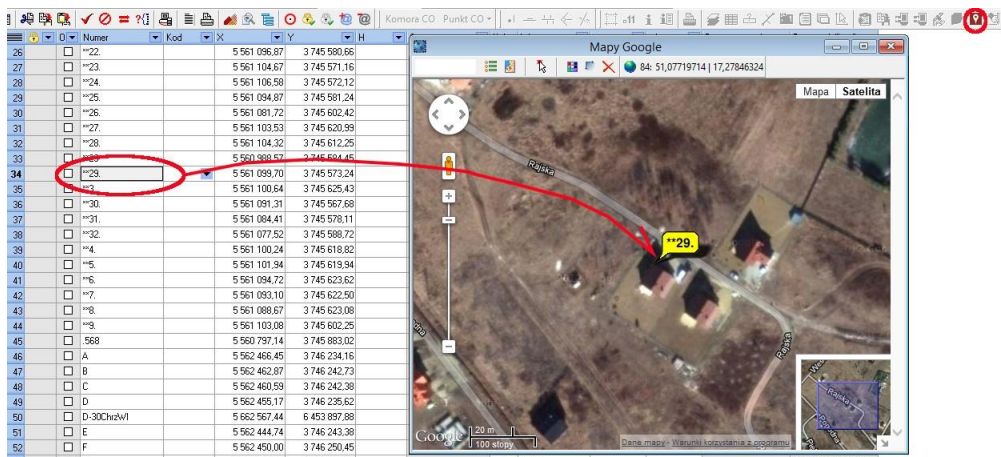 Komora CO Punkt CO
Numer Kod X Y H
26 **22. 5 561 096,87 3 745 580,66
27 **23. 5 561 104,67 3 745 571,16
28 **24. 5 561 106,58 3 745 572,12
29 **25. 5 561 094,87 3 745 581,24
30 **26. 5 561 081,72 3 745 602,42
31 **27. 5 561 103,53 3 745 620,99
32 **28. 5 561 104,32 3 745 612,25
33 5 560 988,57 3 745 584,45
34 **29. 5 561 099,70 3 745 573,24
35 **3. 5 561 100,64 3 745 625,43
36 **30. 5 561 091,31 3 745 567,68
37 **31. 5 561 084,41 3 745 578,11
38 **32. 5 561 077,52 3 745 588,72
39 **4. 5 561 100,24 3 745 618,82
40 **5. 5 561 101,94 3 745 619,94
41 **6. 5 561 094,72 3 745 623,62
42 **7. 5 561 093,10 3 745 622,50
43 **8. 5 561 088,67 3 745 623,08
44 **9. 5 561 103,08 3 745 602,25
45 .568 5 560 797,14 3 745 883,02
46 A 5 562 466,45 3 746 234,16
47 B 5 562 462,87 3 746 242,73
48 C 5 562 460,59 3 746 242,38
49 D 5 562 455,17 3 746 235,62
50 D-30ChrzWl 5 662 567,44 6 453 897,88
51 E 5 562 444,74 3 746 243,38
52 F 5 562 450,00 3 746 250,45
Mapy Google
84: 51,07719714 | 17,27846324
Mapa Satelita
Rajska
**29.
Rajska
Rajska
Pogodna
Google
20 m
100 stopy
Dane mapy - Warunki korzystania z programu